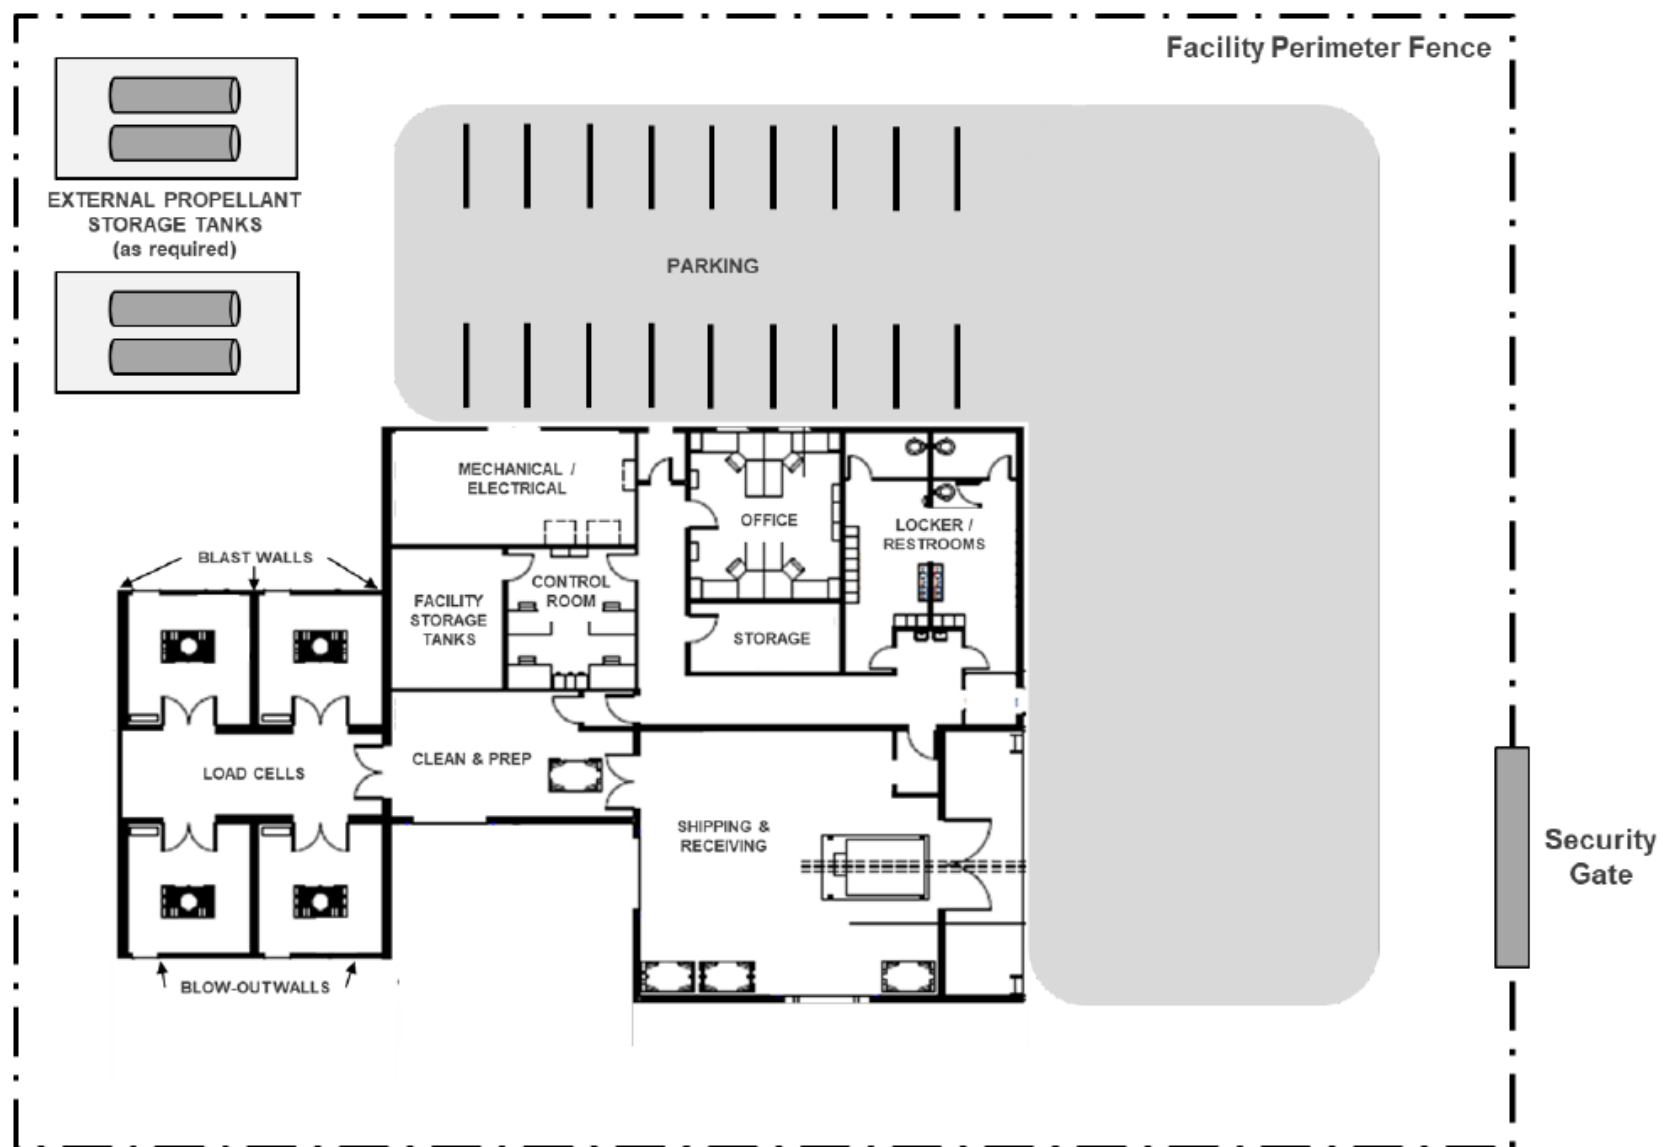 Facility Perimeter Fence
EXTERNAL PROPELLANT
STORAGE TANKS
(as required)
PARKING
MECHANICAL /
ELECTRICAL
OFFICE
LOCKER /
RESTROOMS
BLAST WALLS
CONTROL
ROOM
FACILITY
STORAGE
TANKS
STORAGE
CLEAN & PREP
LOAD CELLS
SHIPPING &
RECEIVING
Security
Gate
BLOW-OUTWALLS